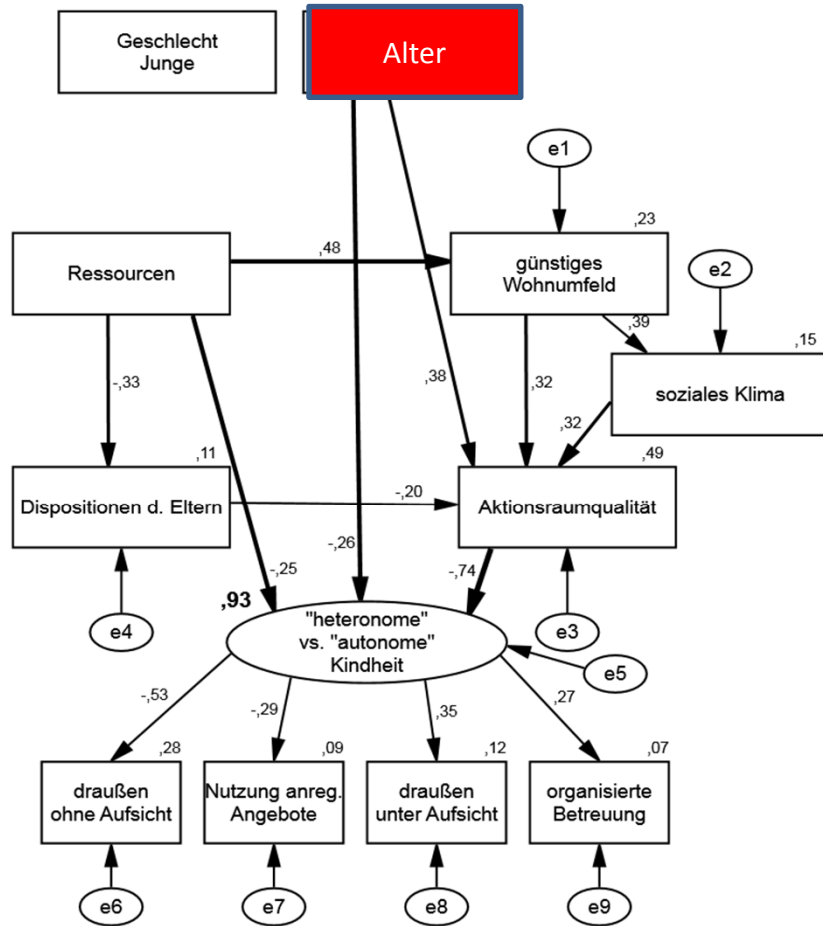 Geschlecht
Junge
Alter
e1
,23
,48
Ressourcen
günstiges
Wohnumfeld
e2
,39
,15
-,33
,38
,32
soziales Klima
,32
,11
,49
Dispositionen d. Eltern
-,20
Aktionsraumqualität
-,26
-,25
-,74
,93
e4
e3
"heteronome"
vs. "autonome"
Kindheit
e5
-,53
-,29
,35
,27
,28
,09
,12
,07
draußen
ohne Aufsicht
Nutzung anreg.
Angebote
draußen
unter Aufsicht
organisierte
Betreuung
e6
e7
e8
e9